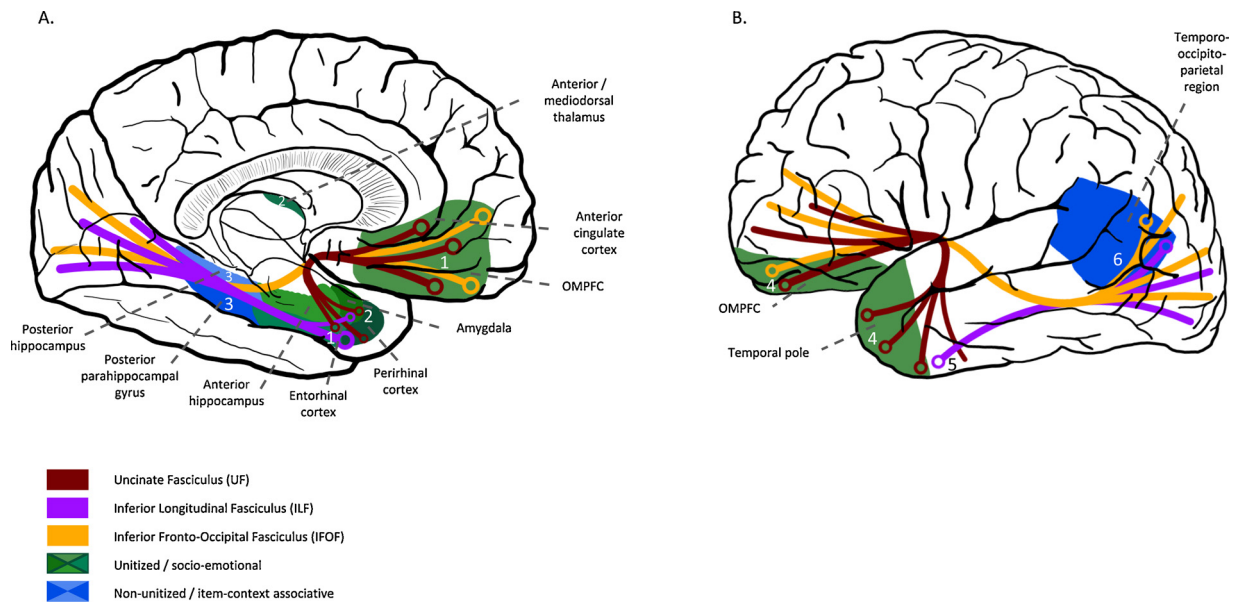 A.
B.
Anterior /
mediodorsal
thalamus
Temporo-
occipito-
parietal
region
2
Anterior
cingulate
cortex
1
OMPFC
3
3
2
1
Amygdala
Posterior
hippocampus
Posterior
parahippocampal
gyrus
Anterior
hippocampus
Entorhinal
cortex
Perirhinal
cortex
6
4
OMPFC
Temporal pole
4
5
Uncinate Fasciculus (UF)
Inferior Longitudinal Fasciculus (ILF)
Inferior Fronto-Occipital Fasciculus (IFOF)
Unitized / socio-emotional
Non-unitized / item-context associative